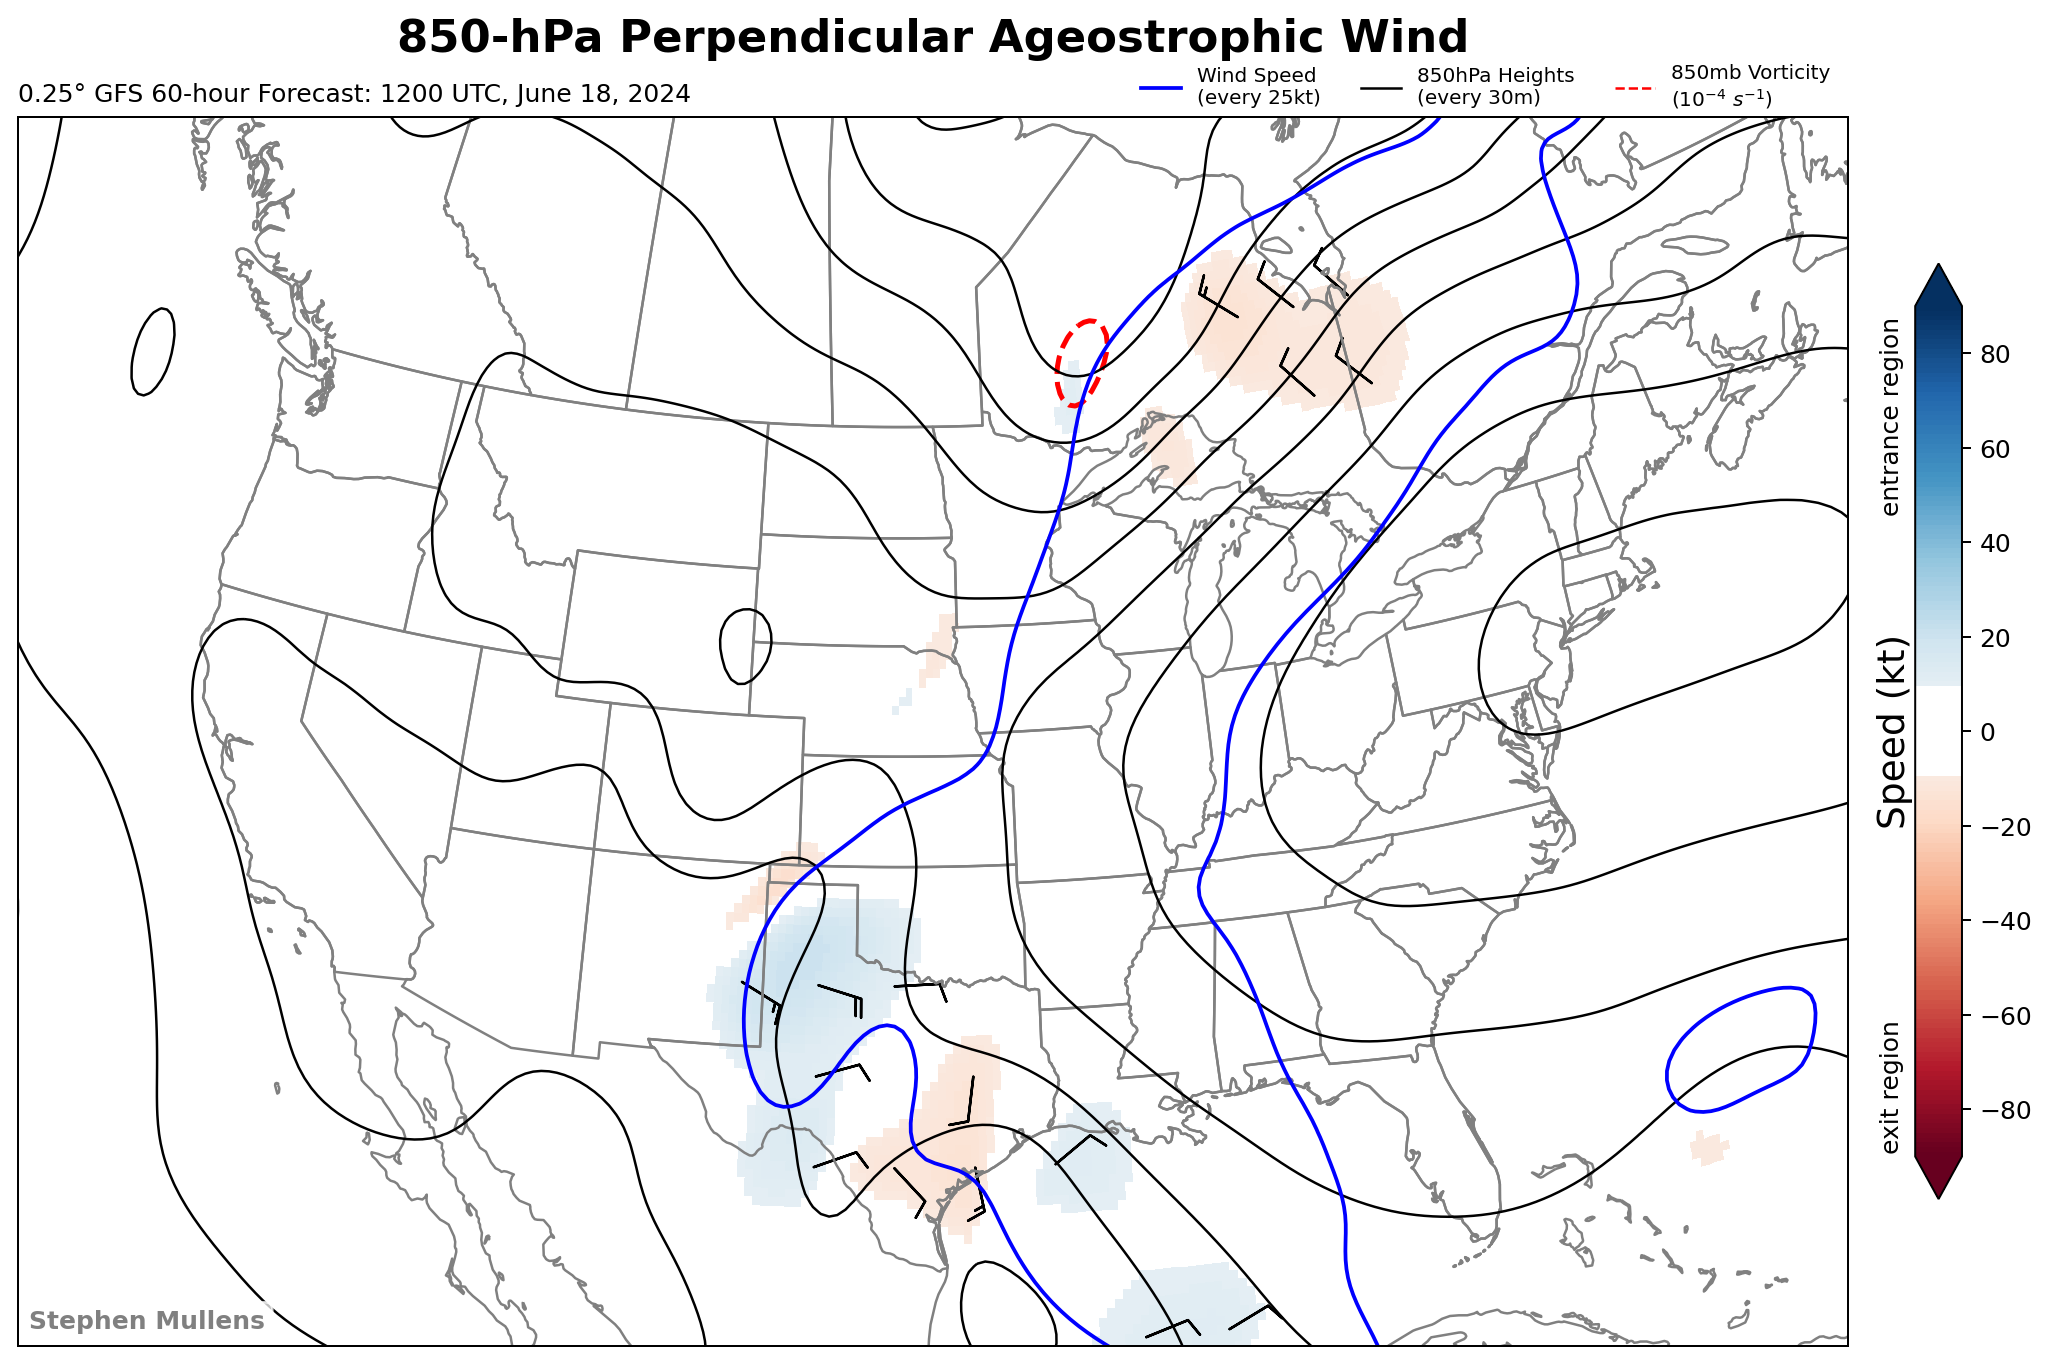 850-hPa Perpendicular Ageostrophic Wind
0.25° GFS 60-hour Forecast: 1200 UTC, June 18, 2024
Wind Speed
(every 25kt)
850hPa Heights
(every 30m)
850mb Vorticity
(10⁻⁴ s⁻¹)
80
60
40
20
0
−20
−40
−60
−80
entrance region
Speed (kt)
exit region
Stephen Mullens